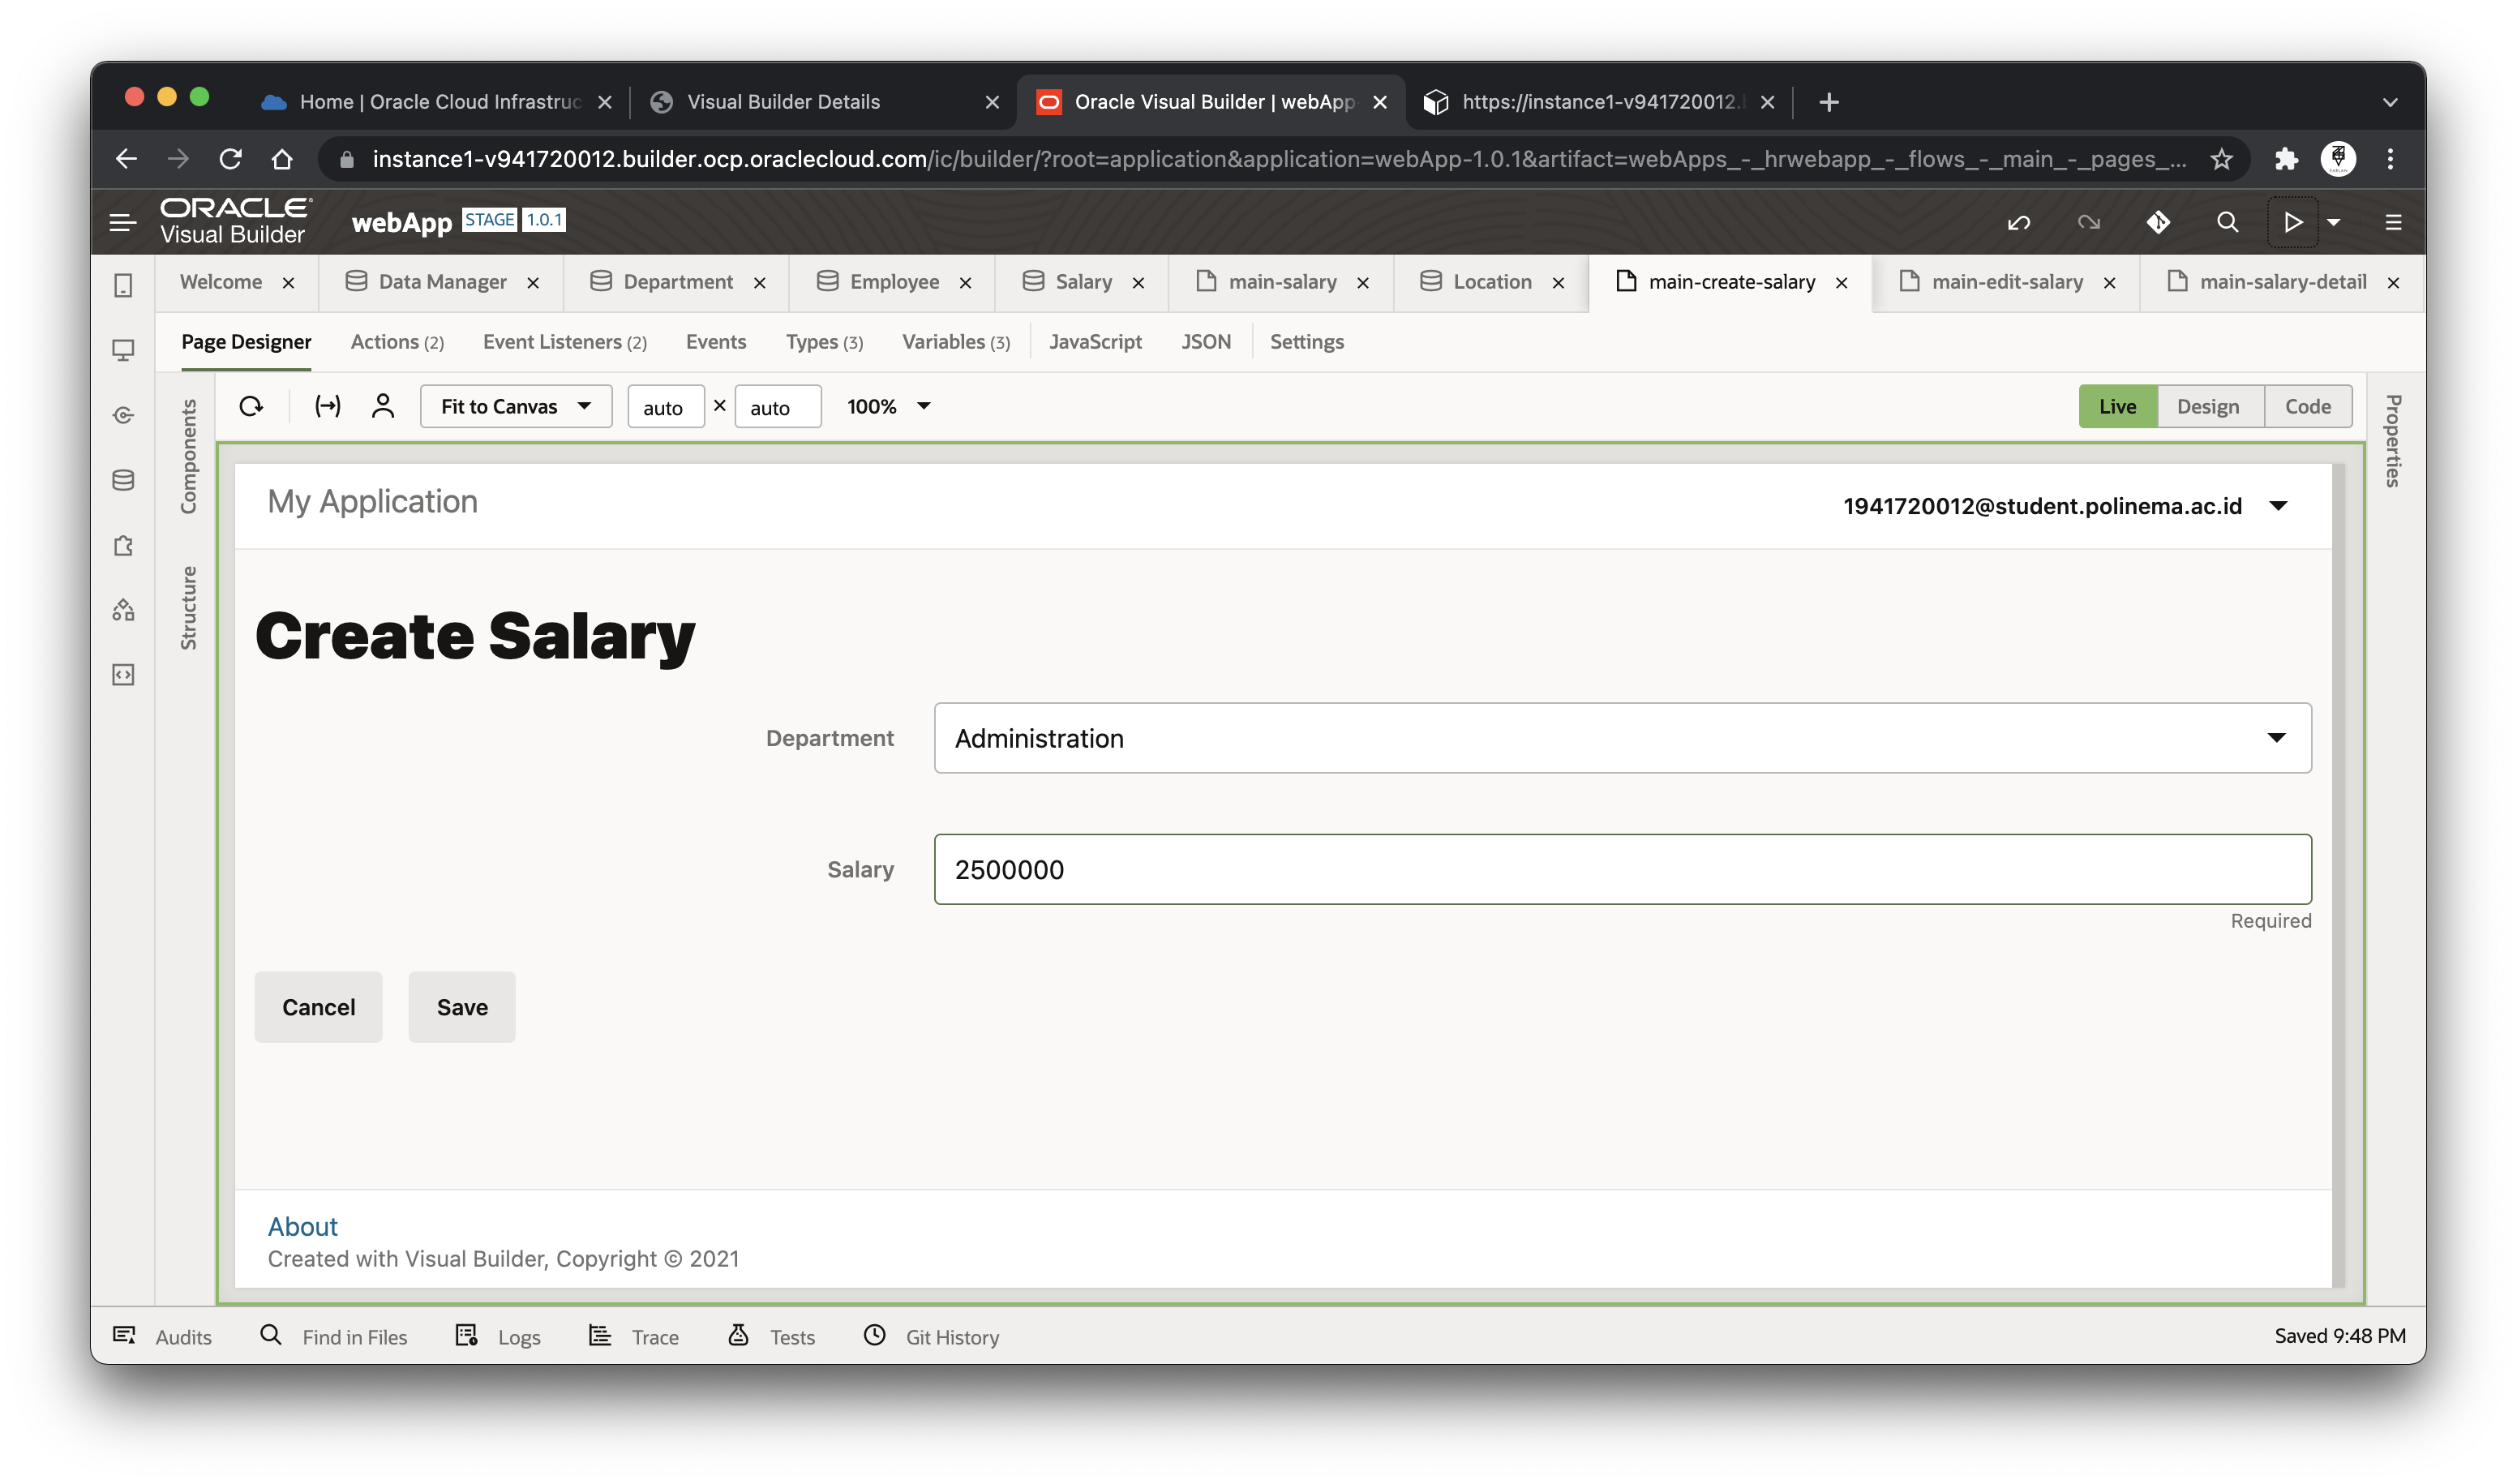 Home | Oracle Cloud Infrastruc
Visual Builder Details
Oracle Visual Builder | webApp-
https://instance1-v941720012.
instance1-v941720012.builder.ocp.oraclecloud.com/ic/builder/?root=application&application=webApp-1.0.1&artifact=webApps_-_hrwebapp_-_flows_-_main_-_pages_...
ORACLE
Visual Builder
webApp STAGE 1.0.1
Welcome
Data Manager
Department
Employee
Salary
main-salary
Location
main-create-salary
main-edit-salary
main-salary-detail
Page Designer
Actions (2)
Event Listeners (2)
Events
Types (3)
Variables (3)
JavaScript
JSON
Settings
Components
Structure
Fit to Canvas
auto × auto
100%
Live
Design
Code
Properties
My Application
1941720012@student.polinema.ac.id
Create Salary
Department
Administration
Salary
2500000
Required
Cancel
Save
About
Created with Visual Builder, Copyright © 2021
Audits
Find in Files
Logs
Trace
Tests
Git History
Saved 9:48 PM